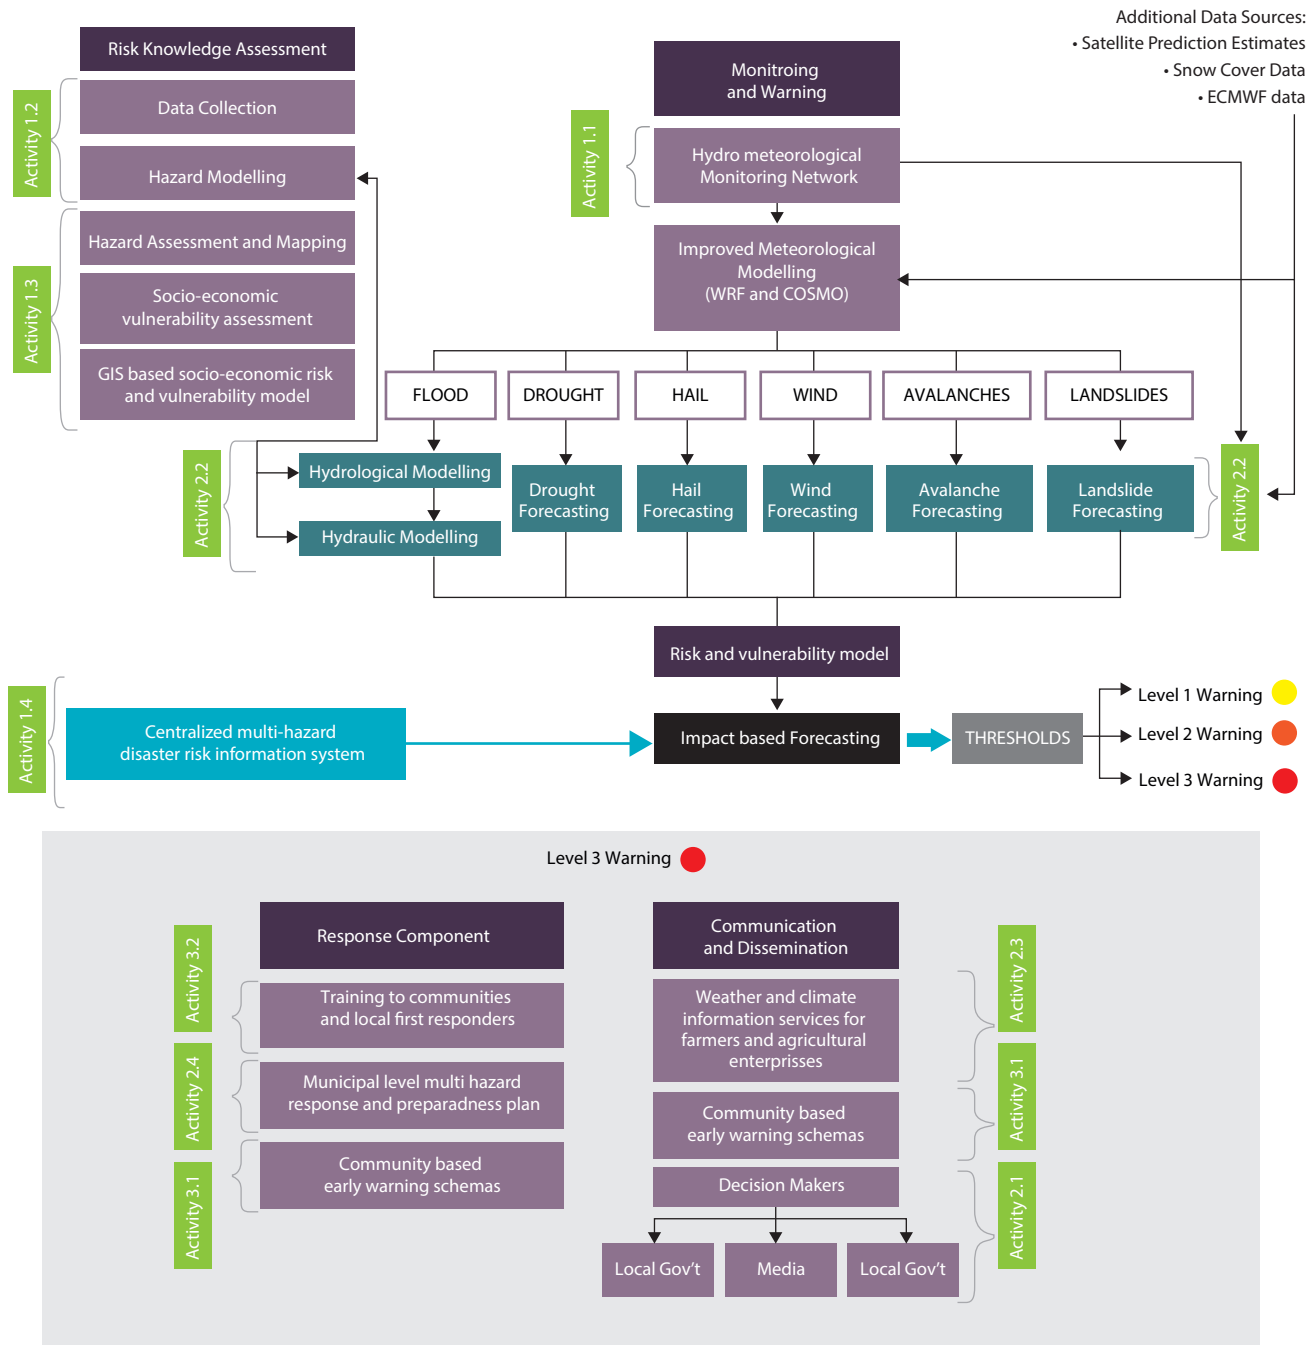 Additional Data Sources:
• Satellite Prediction Estimates
• Snow Cover Data
• ECMWF data
Risk Knowledge Assessment
Activity 1.2
Data Collection
Hazard Modelling
Activity 1.3
Hazard Assessment and Mapping
Socio-economic
vulnerability assessment
GIS based socio-economic risk
and vulnerability model
Monitroing
and Warning
Activity 1.1
Hydro meteorological
Monitoring Network
Improved Meteorological
Modelling
(WRF and COSMO)
FLOOD
DROUGHT
HAIL
WIND
AVALANCHES
LANDSLIDES
Activity 2.2
Hydrological Modelling
Hydraulic Modelling
Drought
Forecasting
Hail
Forecasting
Wind
Forecasting
Avalanche
Forecasting
Landslide
Forecasting
Activity 2.2
Risk and vulnerability model
Activity 1.4
Centralized multi-hazard
disaster risk information system
Impact based Forecasting
THRESHOLDS
Level 1 Warning
Level 2 Warning
Level 3 Warning
Level 3 Warning
Response Component
Activity 3.2
Training to communities
and local first responders
Activity 2.4
Municipal level multi hazard
response and preparadness plan
Activity 3.1
Community based
early warning schemas
Communication
and Dissemination
Weather and climate
information services for
farmers and agricultural
enterprisses
Activity 2.3
Community based
early warning schemas
Activity 3.1
Decision Makers
Activity 2.1
Local Gov't
Media
Local Gov't